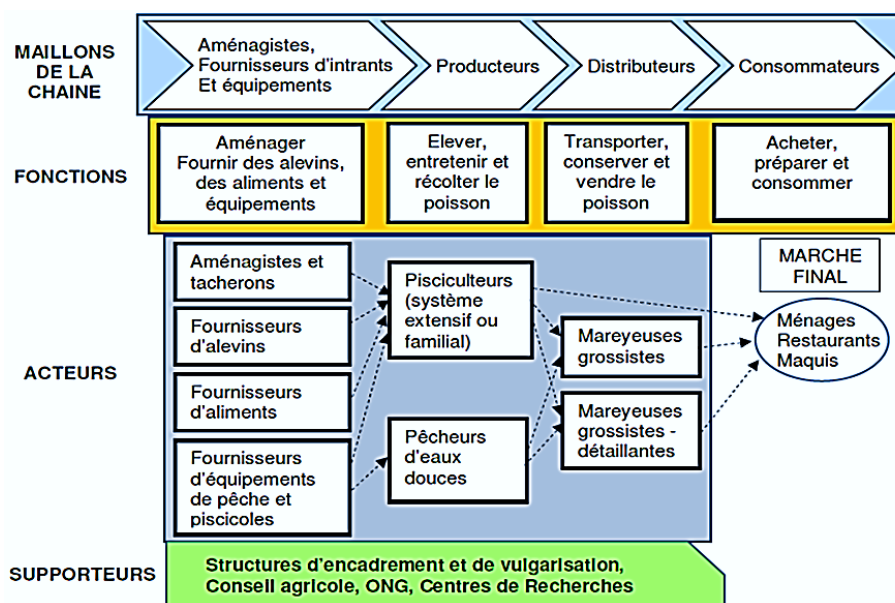 MAILLONS
DE LA
CHAINE
Aménagistes,
Fournisseurs d'intrants
Et équipements
Producteurs
Distributeurs
Consommateurs
FONCTIONS
Aménager
Fournir des alevins,
des aliments et
équipements
Elever,
entretenir et
récolter le
poisson
Transporter,
conserver et
vendre le
poisson
Acheter,
préparer et
consommer
ACTEURS
Aménagistes et
tacherons
Fournisseurs
d'alevins
Fournisseurs
d'aliments
Fournisseurs
d'équipements
de pêche et
piscicoles
Pisciculteurs
(système
extensif ou
familial)
Pêcheurs
d'eaux
douces
Mareyeuses
grossistes
Mareyeuses
grossistes -
détaillantes
MARCHE
FINAL
Ménages
Restaurants
Maquis
SUPPORTEURS
Structures d'encadrement et de vulgarisation,
Conseil agricole, ONG, Centres de Recherches